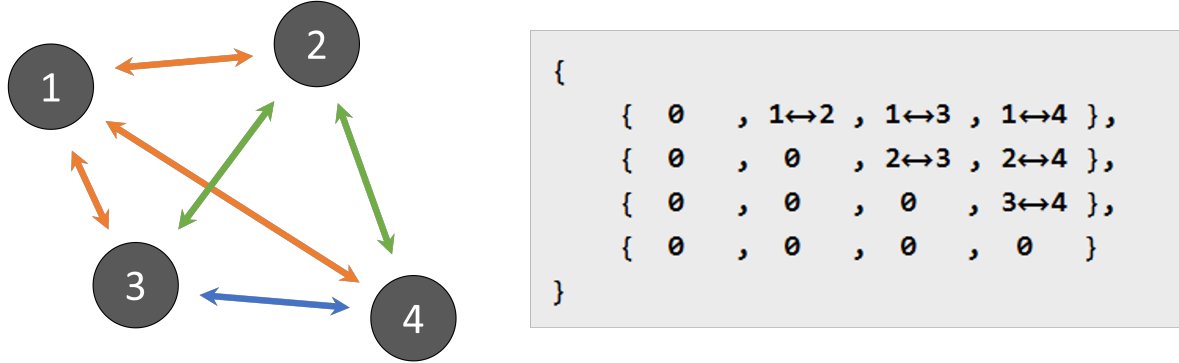 1
2
3
4
{
{ 0 , 1↔2 , 1↔3 , 1↔4 },
{ 0 , 0 , 2↔3 , 2↔4 },
{ 0 , 0 , 0 , 3↔4 },
{ 0 , 0 , 0 , 0 }
}